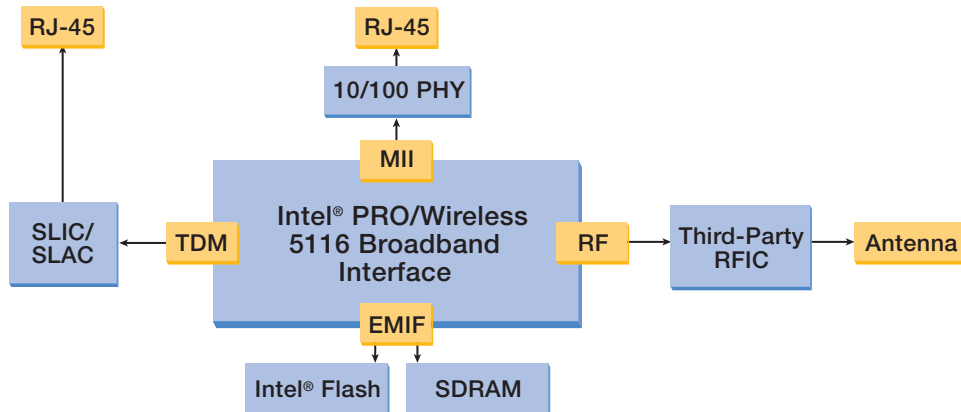 RJ-45
RJ-45
10/100 PHY
MII
Intel® PRO/Wireless
5116 Broadband
Interface
SLIC/
SLAC
TDM
RF
Third-Party
RFIC
Antenna
EMIF
Intel® Flash
SDRAM